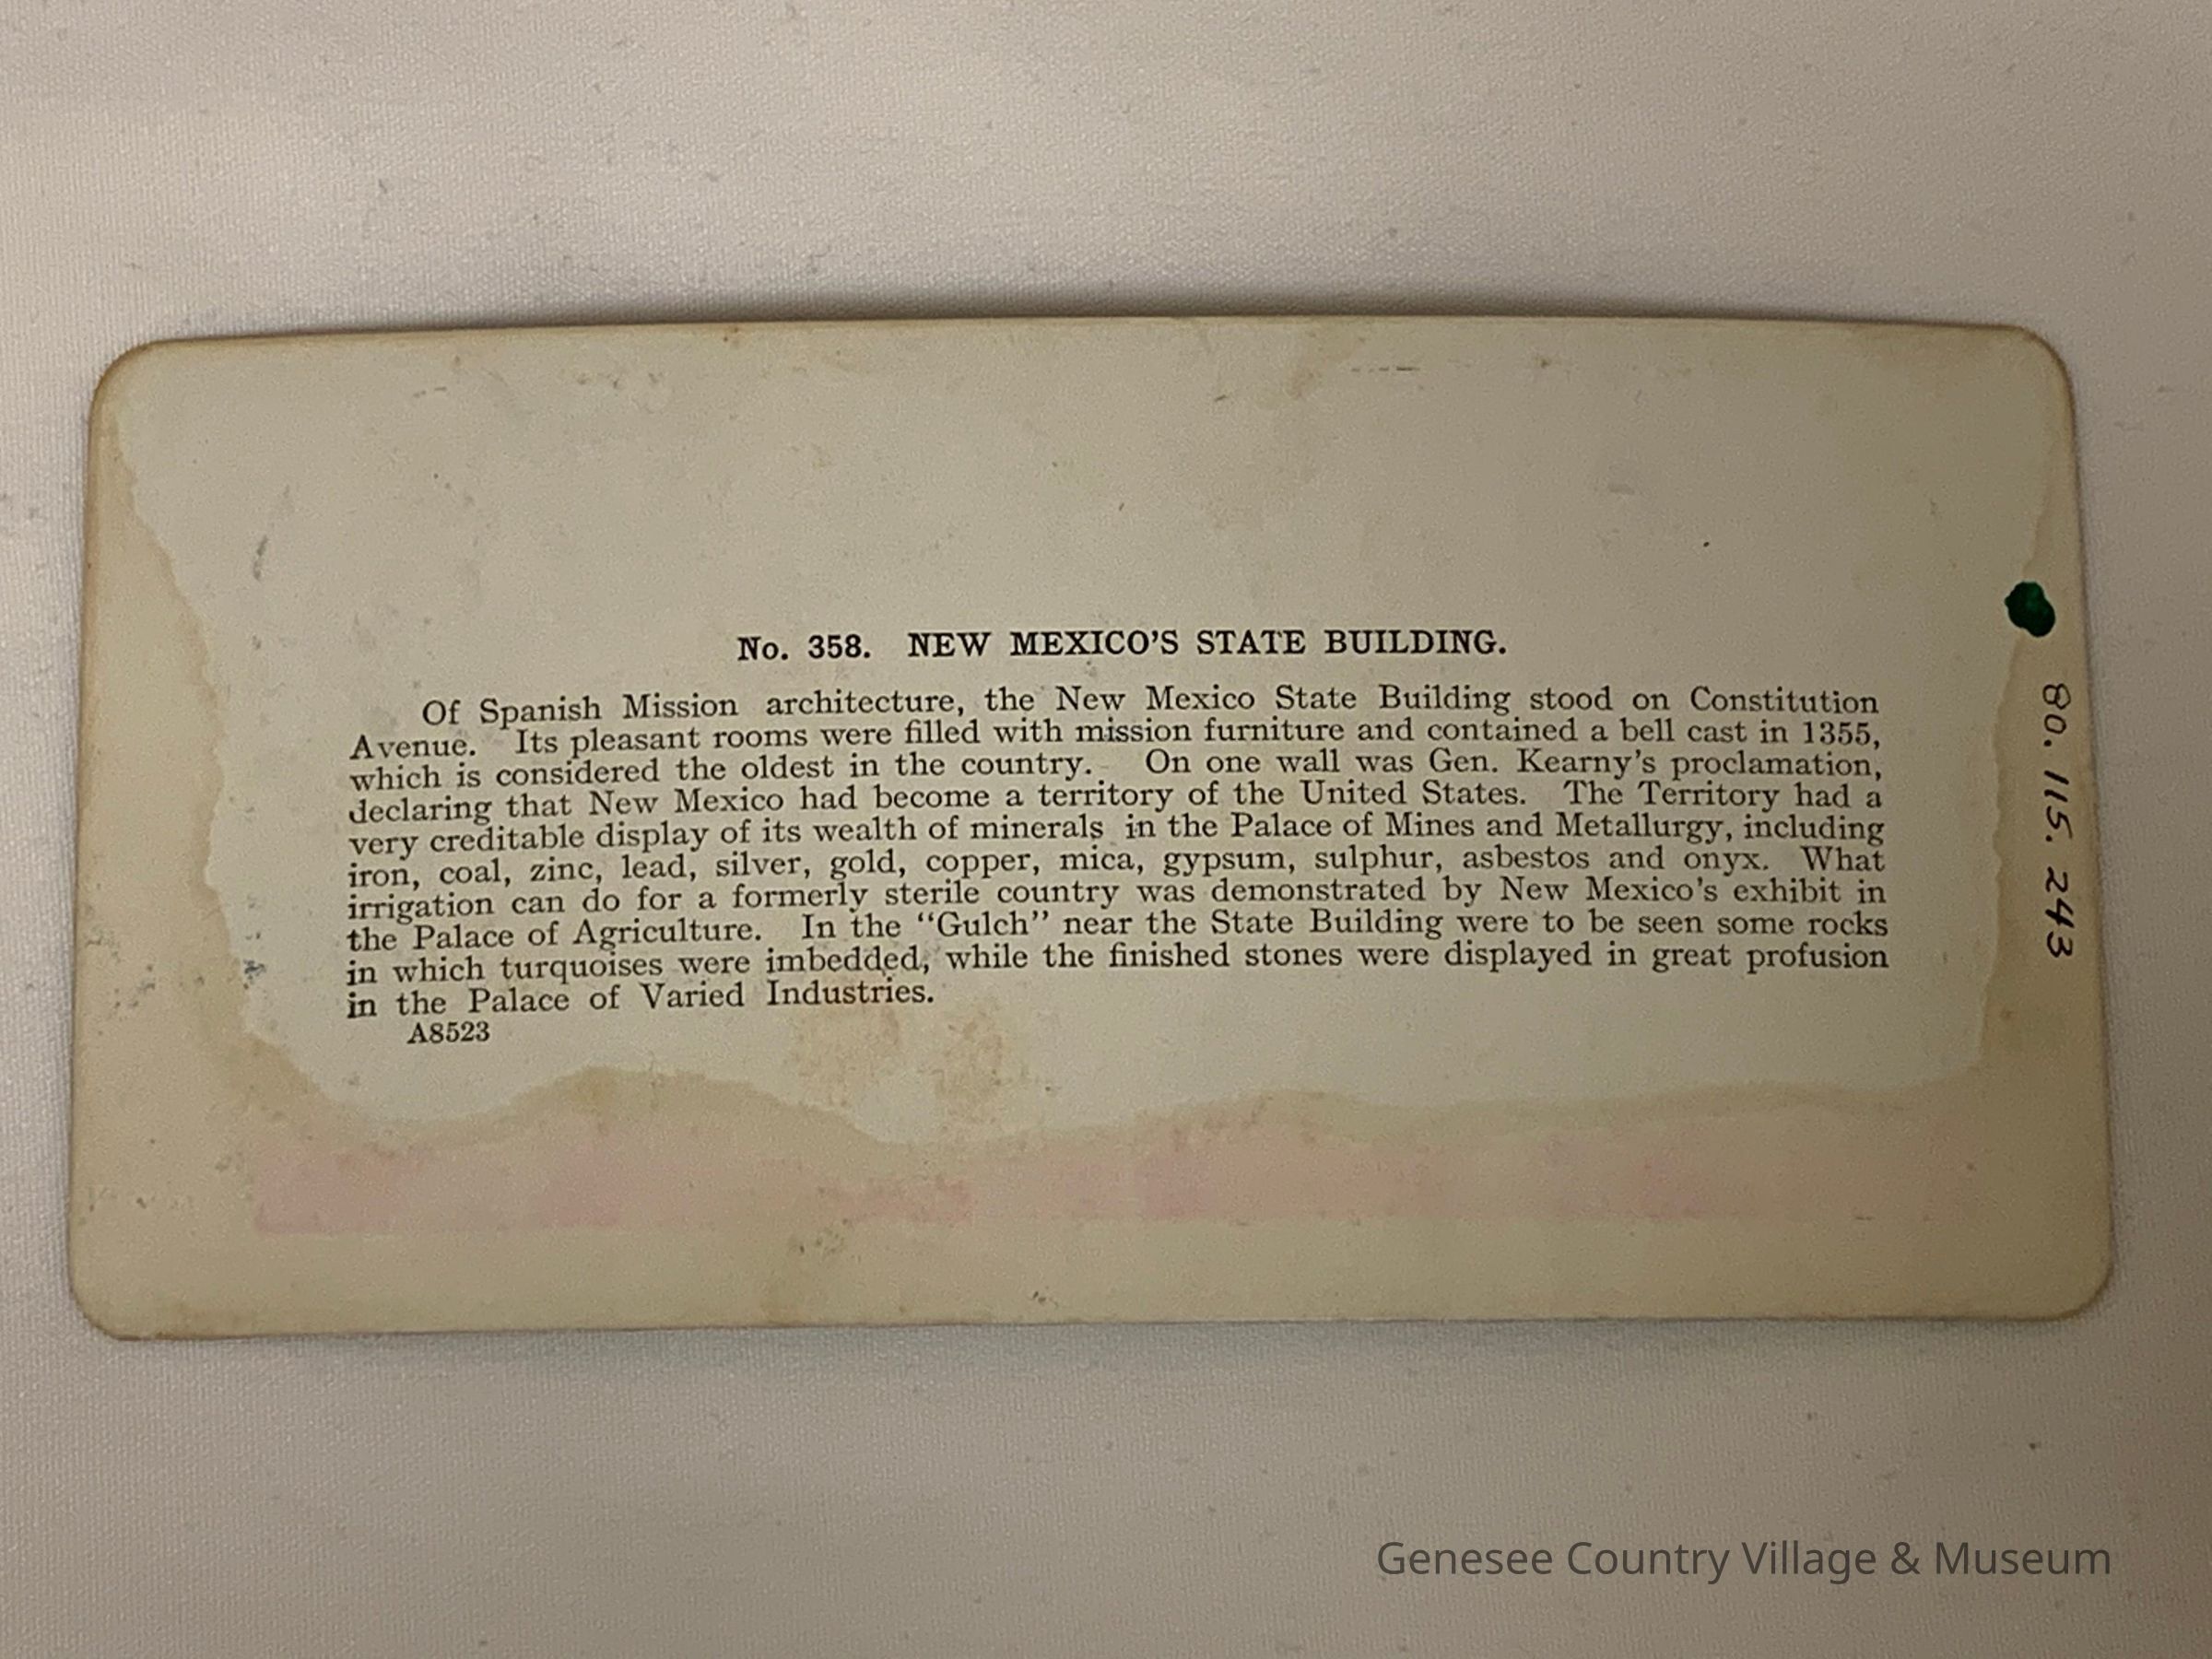 No. 358. NEW MEXICO'S STATE BUILDING.
Of Spanish Mission architecture, the New Mexico State Building stood on Constitution
Avenue. Its pleasant rooms were filled with mission furniture and contained a bell cast in 1355,
which is considered the oldest in the country. On one wall was Gen. Kearny's proclamation,
declaring that New Mexico had become a territory of the United States. The Territory had a
very creditable display of its wealth of minerals in the Palace of Mines and Metallurgy, including
iron, coal, zinc, lead, silver, gold, copper, mica, gypsum, sulphur, asbestos and onyx. What
irrigation can do for a formerly sterile country was demonstrated by New Mexico's exhibit in
the Palace of Agriculture. In the "Gulch" near the State Building were to be seen some rocks
in which turquoises were imbedded, while the finished stones were displayed in great profusion
in the Palace of Varied Industries.
A8523
80.115.243
Genesee Country Village & Museum